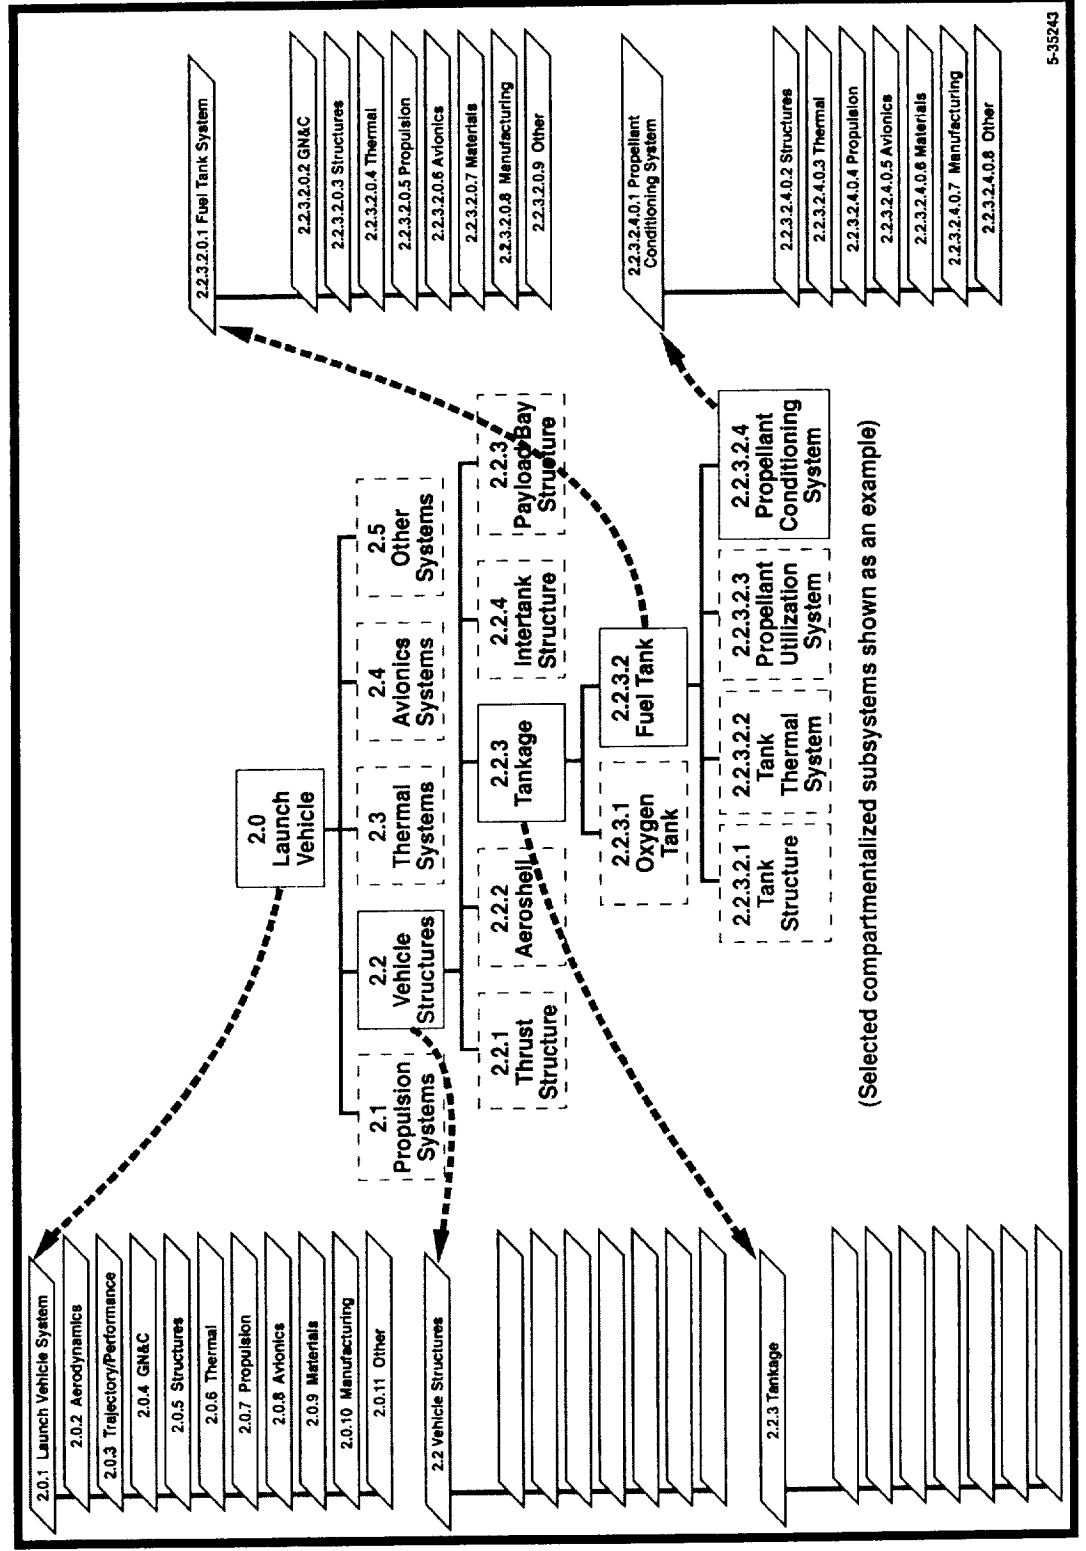 2.0.1 Launch Vehicle System
2.0.2 Aerodynamics
2.0.3 Trajectory/Performance
2.0.4 GN&C
2.0.5 Structures
2.0.6 Thermal
2.0.7 Propulsion
2.0.8 Avionics
2.0.9 Materials
2.0.10 Manufacturing
2.0.11 Other
2.2 Vehicle Structures
2.2.3 Tankage
2.0
Launch
Vehicle
2.1
Propulsion
Systems
2.2
Vehicle
Structures
2.3
Thermal
Systems
2.4
Avionics
Systems
2.5
Other
Systems
2.2.1
Thrust
Structure
2.2.2
Aeroshell
2.2.3
Tankage
2.2.4
Intertank
Structure
2.2.3
Payload Bay
Structure
2.2.3.1
Oxygen
Tank
2.2.3.2
Fuel Tank
2.2.3.2.1
Tank
Structure
2.2.3.2.2
Tank
Thermal
System
2.2.3.2.3
Propellant
Utilization
System
2.2.3.2.4
Propellant
Conditioning
System
(Selected compartmentalized subsystems shown as an example)
2.2.3.2.0.1 Fuel Tank System
2.2.3.2.0.2 GN&C
2.2.3.2.0.3 Structures
2.2.3.2.0.4 Thermal
2.2.3.2.0.5 Propulsion
2.2.3.2.0.6 Avionics
2.2.3.2.0.7 Materials
2.2.3.2.0.8 Manufacturing
2.2.3.2.0.9 Other
2.2.3.2.4.0.1 Propellant
Conditioning System
2.2.3.2.4.0.2 Structures
2.2.3.2.4.0.3 Thermal
2.2.3.2.4.0.4 Propulsion
2.2.3.2.4.0.5 Avionics
2.2.3.2.4.0.6 Materials
2.2.3.2.4.0.7 Manufacturing
2.2.3.2.4.0.8 Other
5-35243